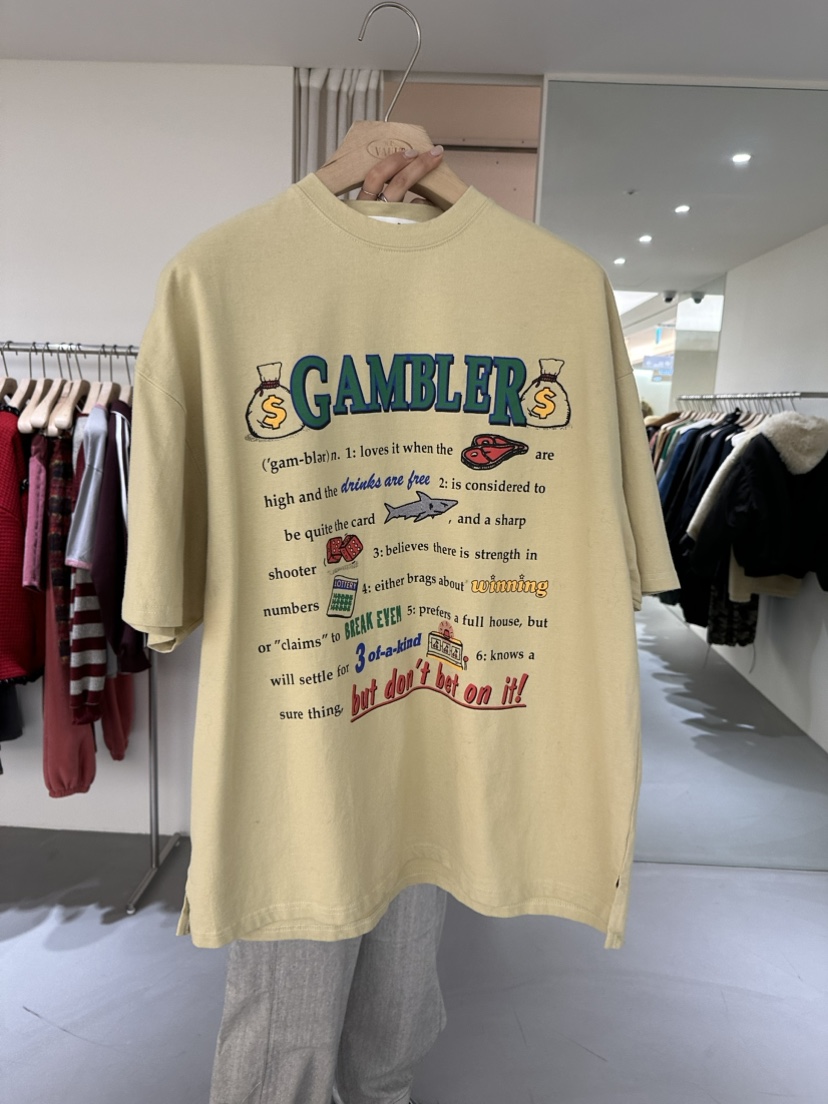 $ GAMBLER $
('gam-blər)n. 1: loves it when the are
high and the drinks are free 2: is considered to
be quite the card , and a sharp
shooter 3: believes there is strength in
numbers LOTTERY 4: either brags about winning
or "claims" to BREAK EVEN 5: prefers a full house, but
will settle for 3 of-a-kind 6: knows a
sure thing, but don't bet on it!